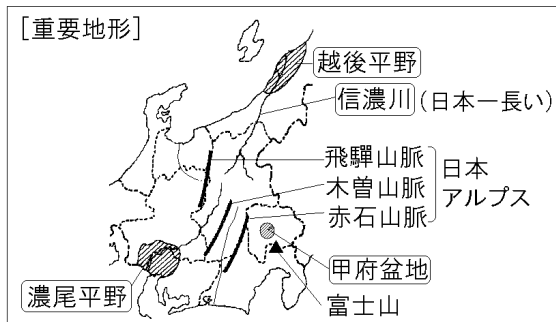 [重要地形]
越後平野
信濃川(日本一長い)
飛驒山脈
木曽山脈
赤石山脈
日本
アルプス
甲府盆地
富士山
濃尾平野